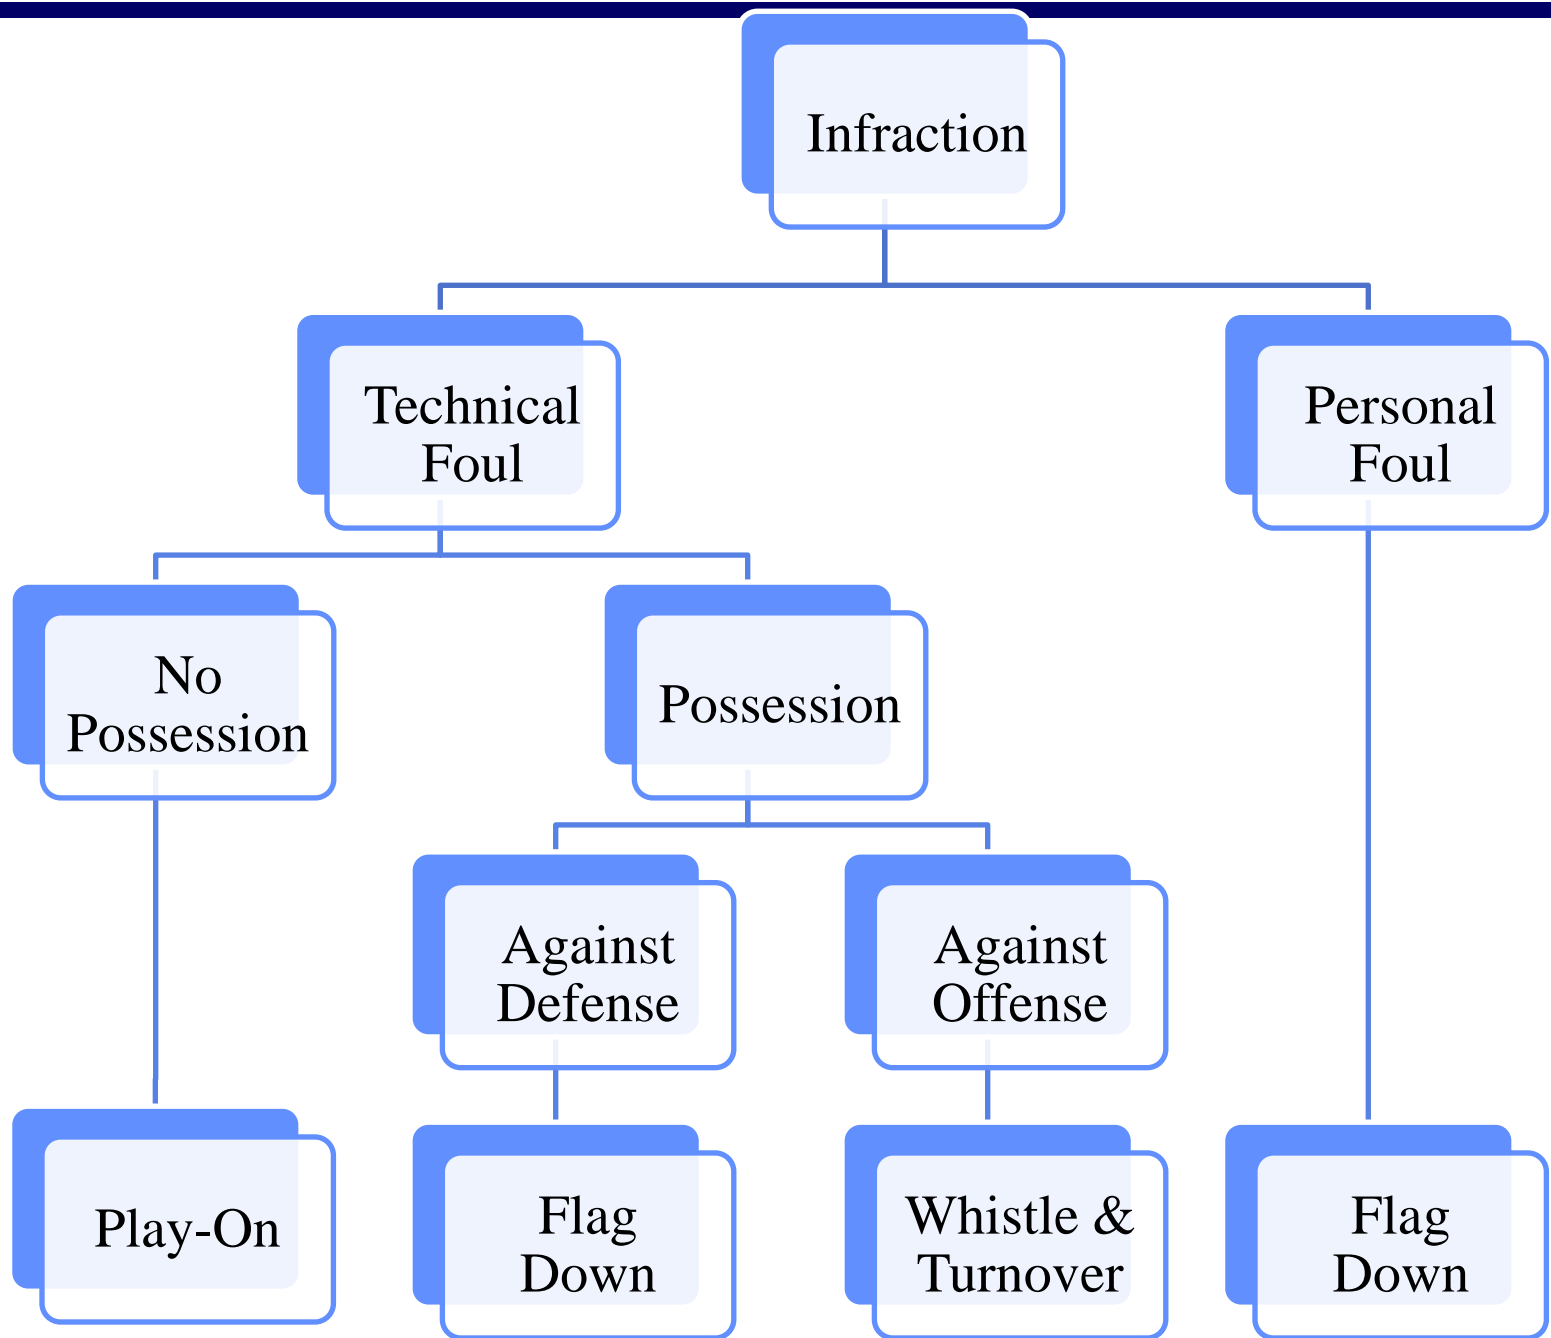 Infraction
Technical
Foul
Personal
Foul
No
Possession
Possession
Against
Defense
Against
Offense
Play-On
Flag
Down
Whistle &
Turnover
Flag
Down